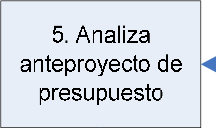 5. Analiza
anteproyecto de
presupuesto